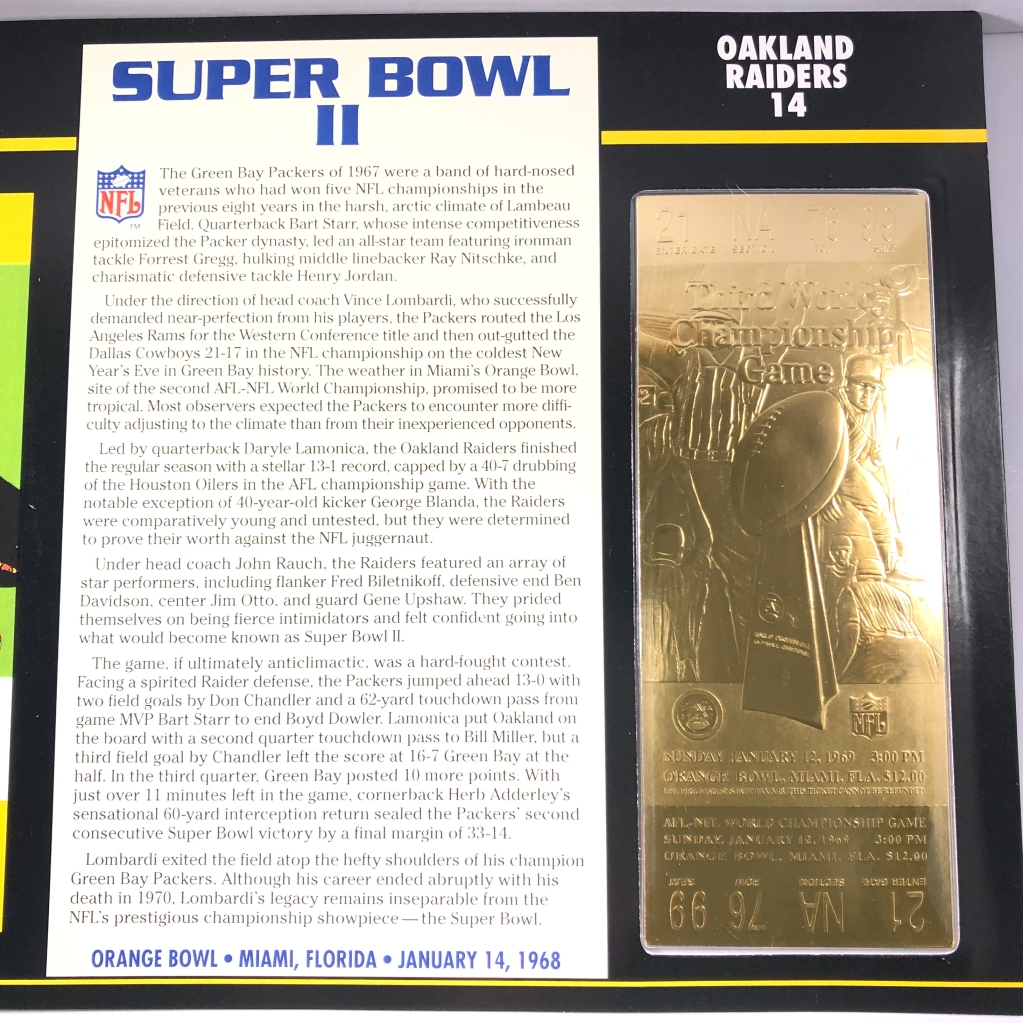 SUPER BOWL
II
NFL
TM
The Green Bay Packers of 1967 were a band of hard-nosed
veterans who had won five NFL championships in the
previous eight years in the harsh, arctic climate of Lambeau
Field. Quarterback Bart Starr, whose intense competitiveness
epitomized the Packer dynasty, led an all-star team featuring ironman
tackle Forrest Gregg, hulking middle linebacker Ray Nitschke, and
charismatic defensive tackle Henry Jordan.
Under the direction of head coach Vince Lombardi, who successfully
demanded near-perfection from his players, the Packers routed the Los
Angeles Rams for the Western Conference title and then out-gutted the
Dallas Cowboys 21-17 in the NFL championship on the coldest New
Year's Eve in Green Bay history. The weather in Miami's Orange Bowl,
site of the second AFL-NFL World Championship, promised to be more
tropical. Most observers expected the Packers to encounter more diffi-
culty adjusting to the climate than from their inexperienced opponents.
Led by quarterback Daryle Lamonica, the Oakland Raiders finished
the regular season with a stellar 13-1 record, capped by a 40-7 drubbing
of the Houston Oilers in the AFL championship game. With the
notable exception of 40-year-old kicker George Blanda, the Raiders
were comparatively young and untested, but they were determined
to prove their worth against the NFL juggernaut.
Under head coach John Rauch, the Raiders featured an array of
star performers, including flanker Fred Biletnikoff, defensive end Ben
Davidson, center Jim Otto, and guard Gene Upshaw. They prided
themselves on being fierce intimidators and felt confident going into
what would become known as Super Bowl II.
The game, if ultimately anticlimactic, was a hard-fought contest.
Facing a spirited Raider defense, the Packers jumped ahead 13-0 with
two field goals by Don Chandler and a 62-yard touchdown pass from
game MVP Bart Starr to end Boyd Dowler. Lamonica put Oakland on
the board with a second quarter touchdown pass to Bill Miller, but a
third field goal by Chandler left the score at 16-7 Green Bay at the
half. In the third quarter, Green Bay posted 10 more points. With
just over 11 minutes left in the game, cornerback Herb Adderley's
sensational 60-yard interception return sealed the Packers' second
consecutive Super Bowl victory by a final margin of 33-14.
Lombardi exited the field atop the hefty shoulders of his champion
Green Bay Packers. Although his career ended abruptly with his
death in 1970, Lombardi's legacy remains inseparable from the
NFL's prestigious championship showpiece — the Super Bowl.
ORANGE BOWL • MIAMI, FLORIDA • JANUARY 14, 1968
OAKLAND
RAIDERS
14
21 NA 76 99
ENTER GATE SECTION ROW
Third World
Championship
Game
NFL
SUNDAY JANUARY 12, 1969 3:00 PM
ORANGE BOWL, MIAMI, FLA. $12.00
THIS TICKET CANNOT BE REFUNDED
AFL-NFL WORLD CHAMPIONSHIP GAME
SUNDAY, JANUARY 12, 1969 3:00 PM
ORANGE BOWL, MIAMI, FLA. $12.00
ENTER GATE SECTION ROW SEAT
21 NA 76 99